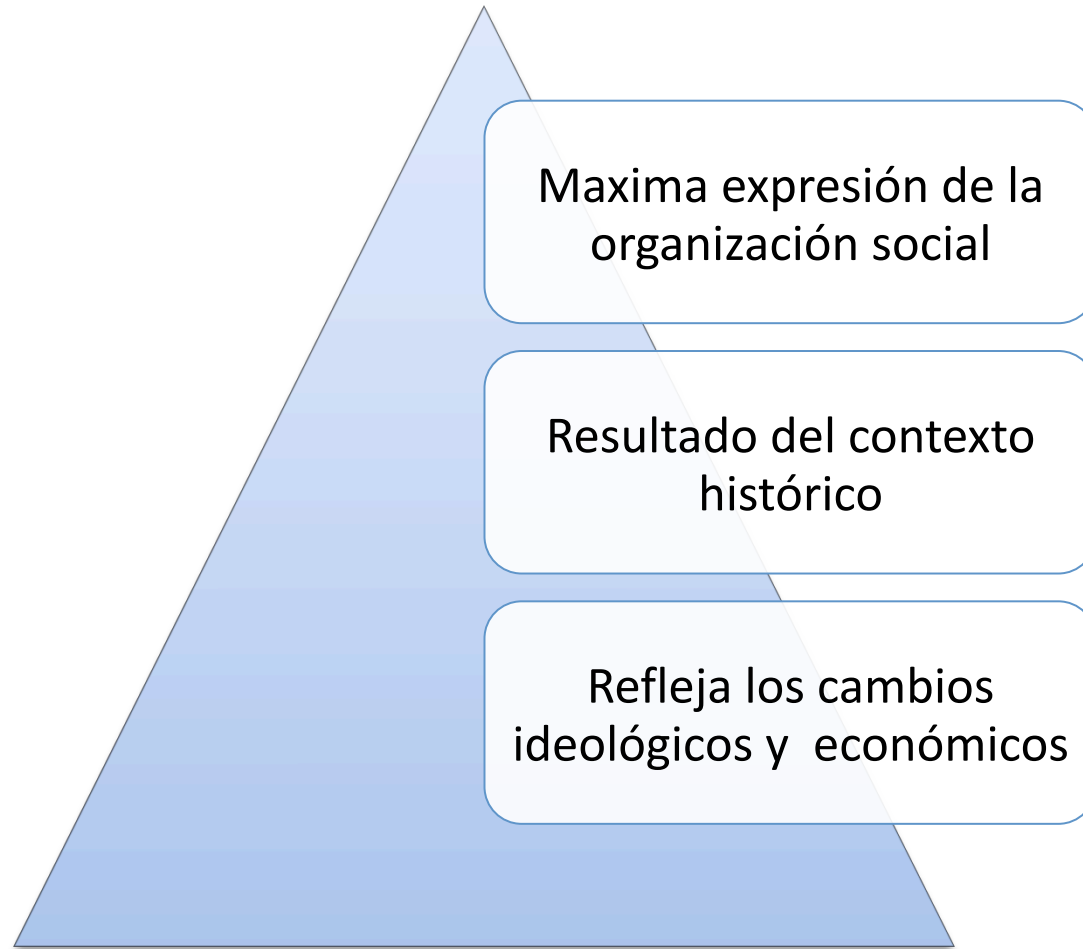 Maxima expresión de la
organización social
Resultado del contexto
histórico
Refleja los cambios
ideológicos y  económicos